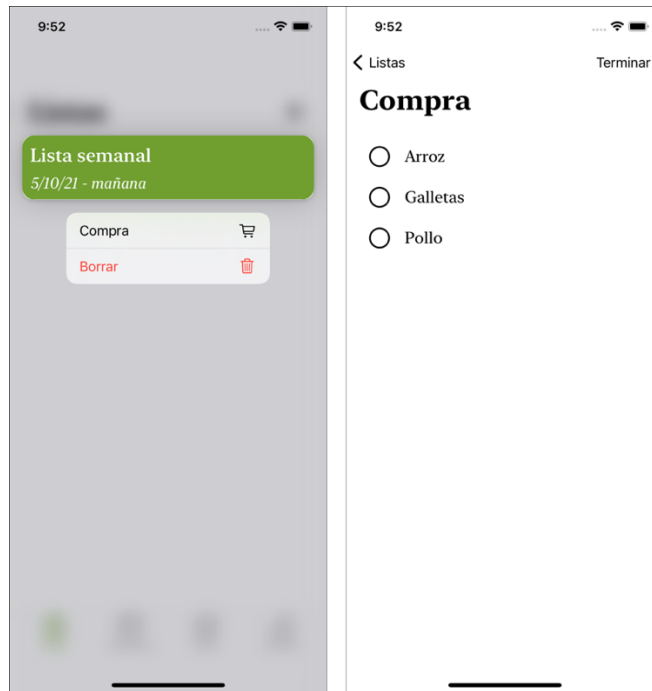 9:52
Lista semanal
5/10/21 - mañana
Compra
Borrar
9:52
Listas
Terminar
Compra
Arroz
Galletas
Pollo